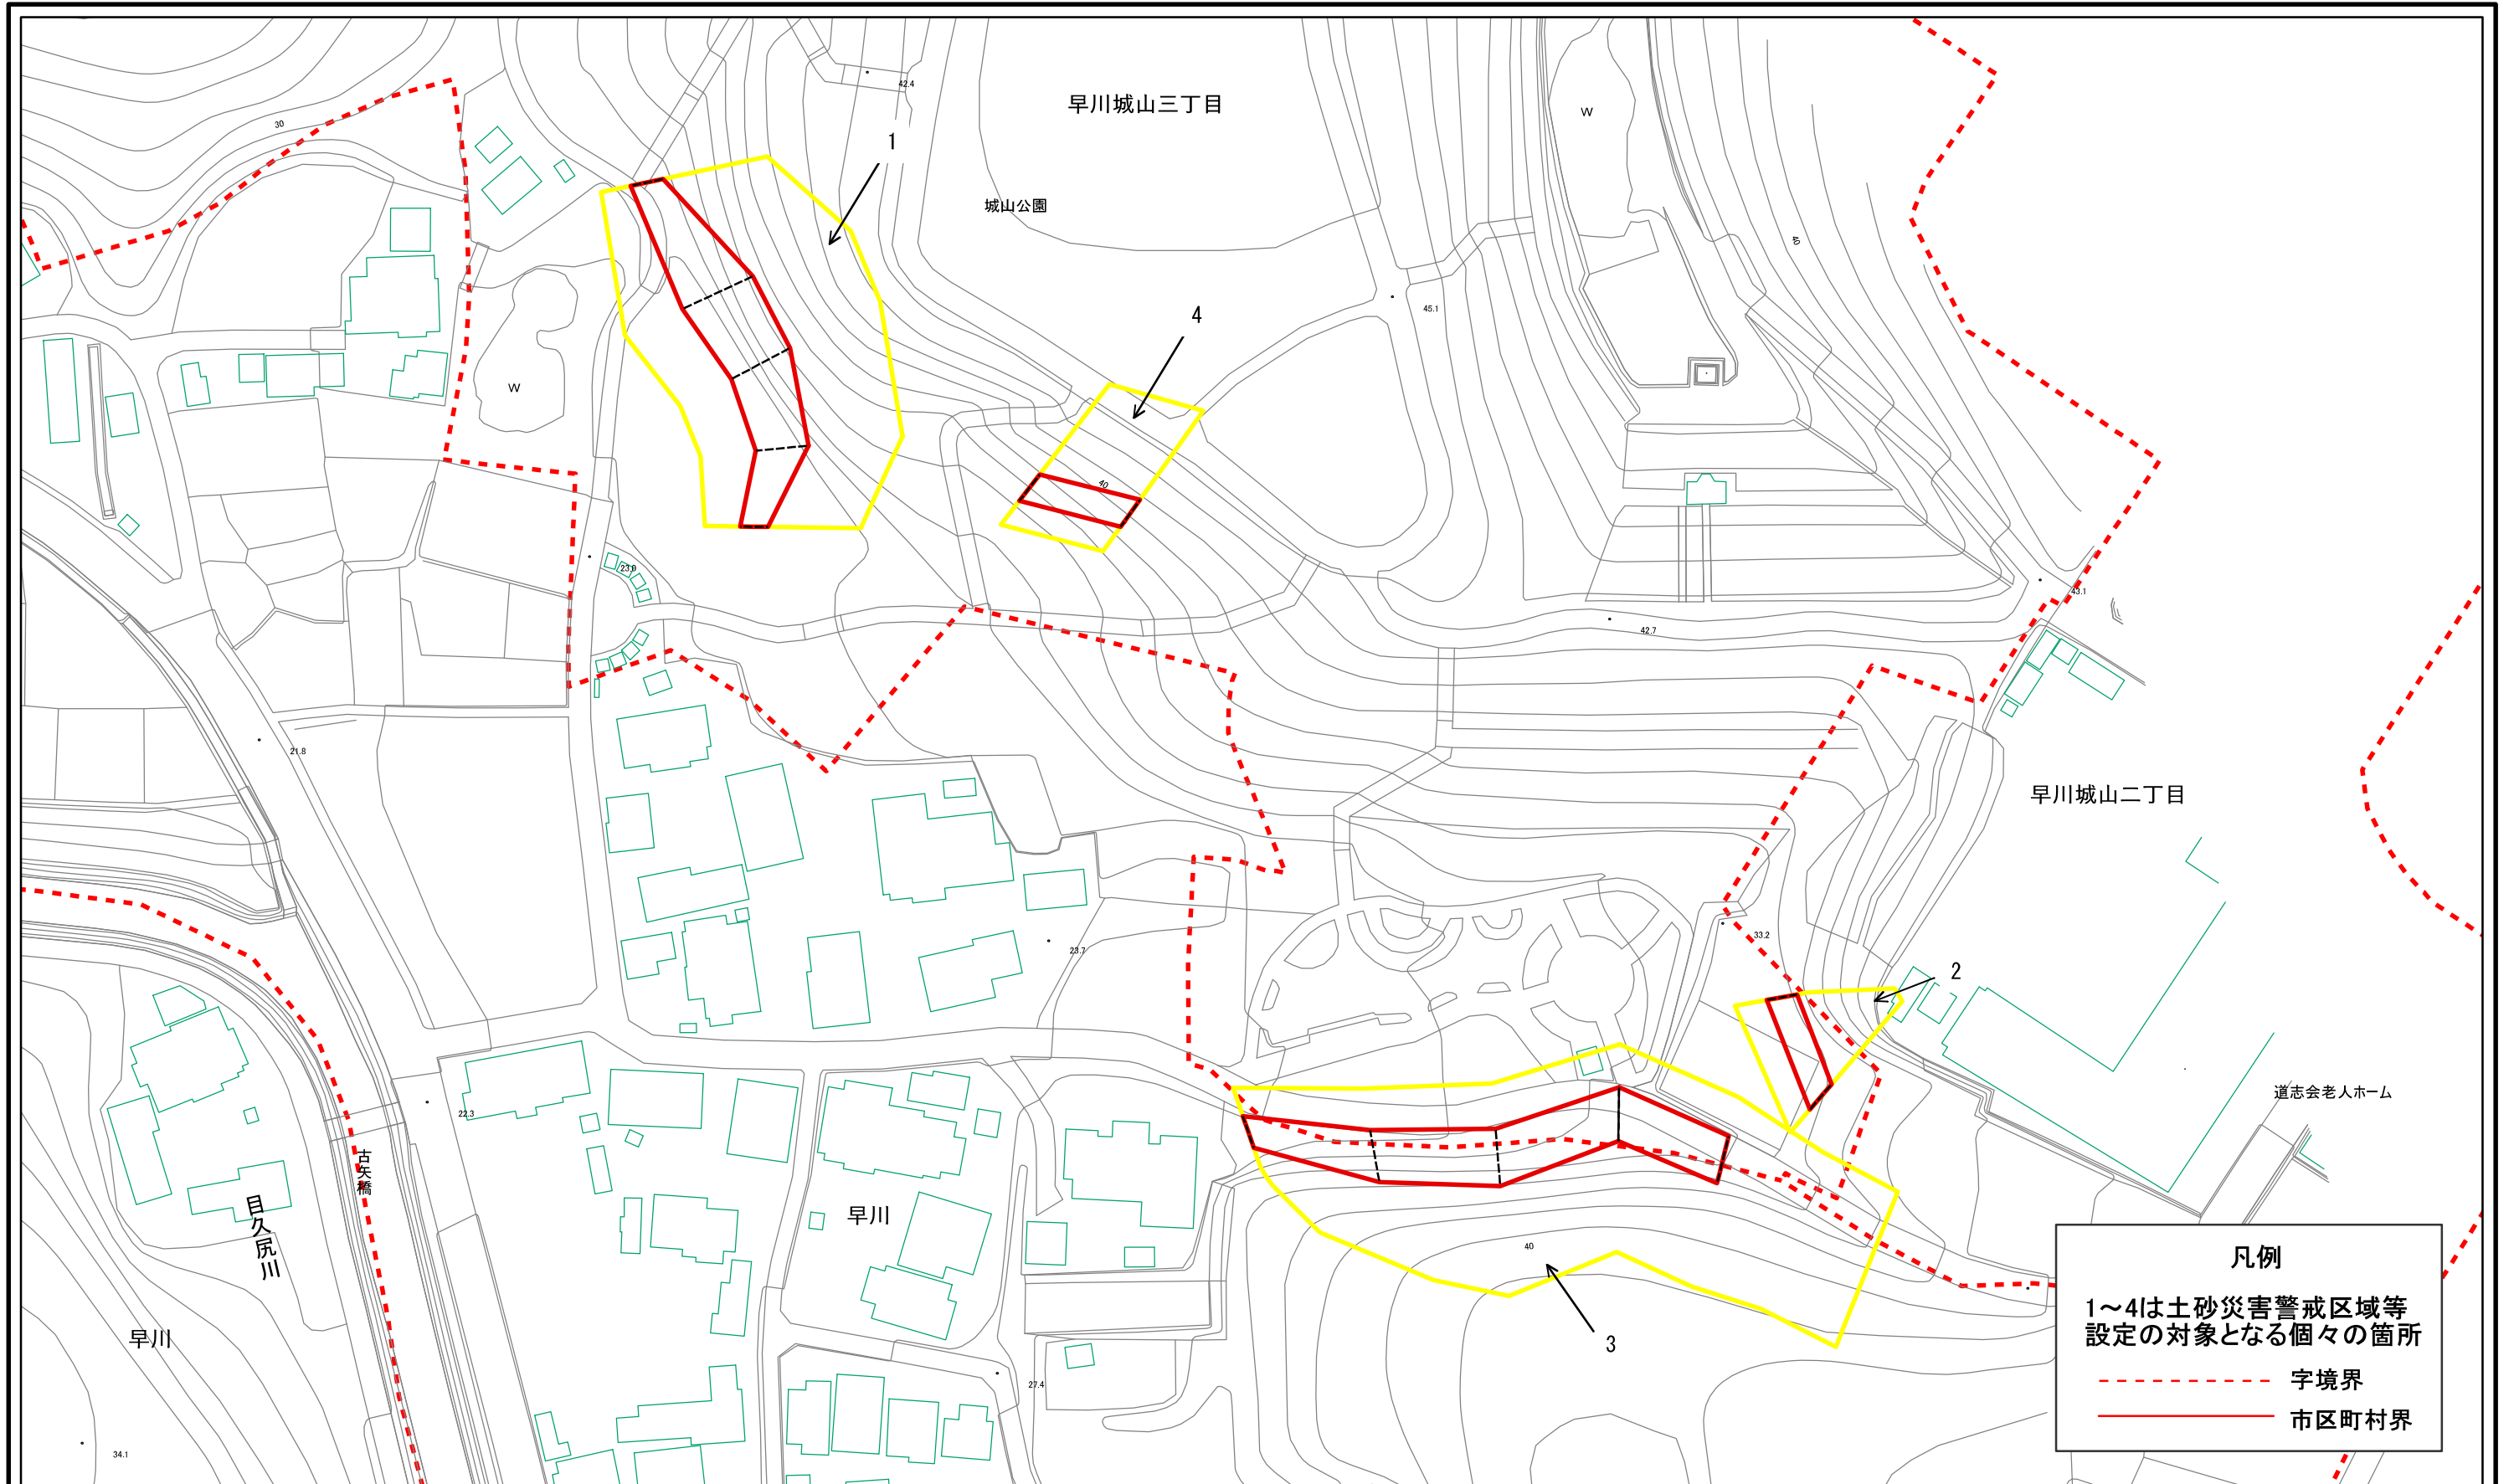 42.4
早川城山三丁目
30
1
W
城山公園
40
45.1
4
W
40
23.0
43.1
42.7
21.8
早川城山二丁目
33.2
23.7
2
道志会老人ホーム
22.3
古矢橋
目久尻川
早川
40
3
早川
27.4
34.1
凡例
1～4は土砂災害警戒区域等
設定の対象となる個々の箇所
字境界
市区町村界